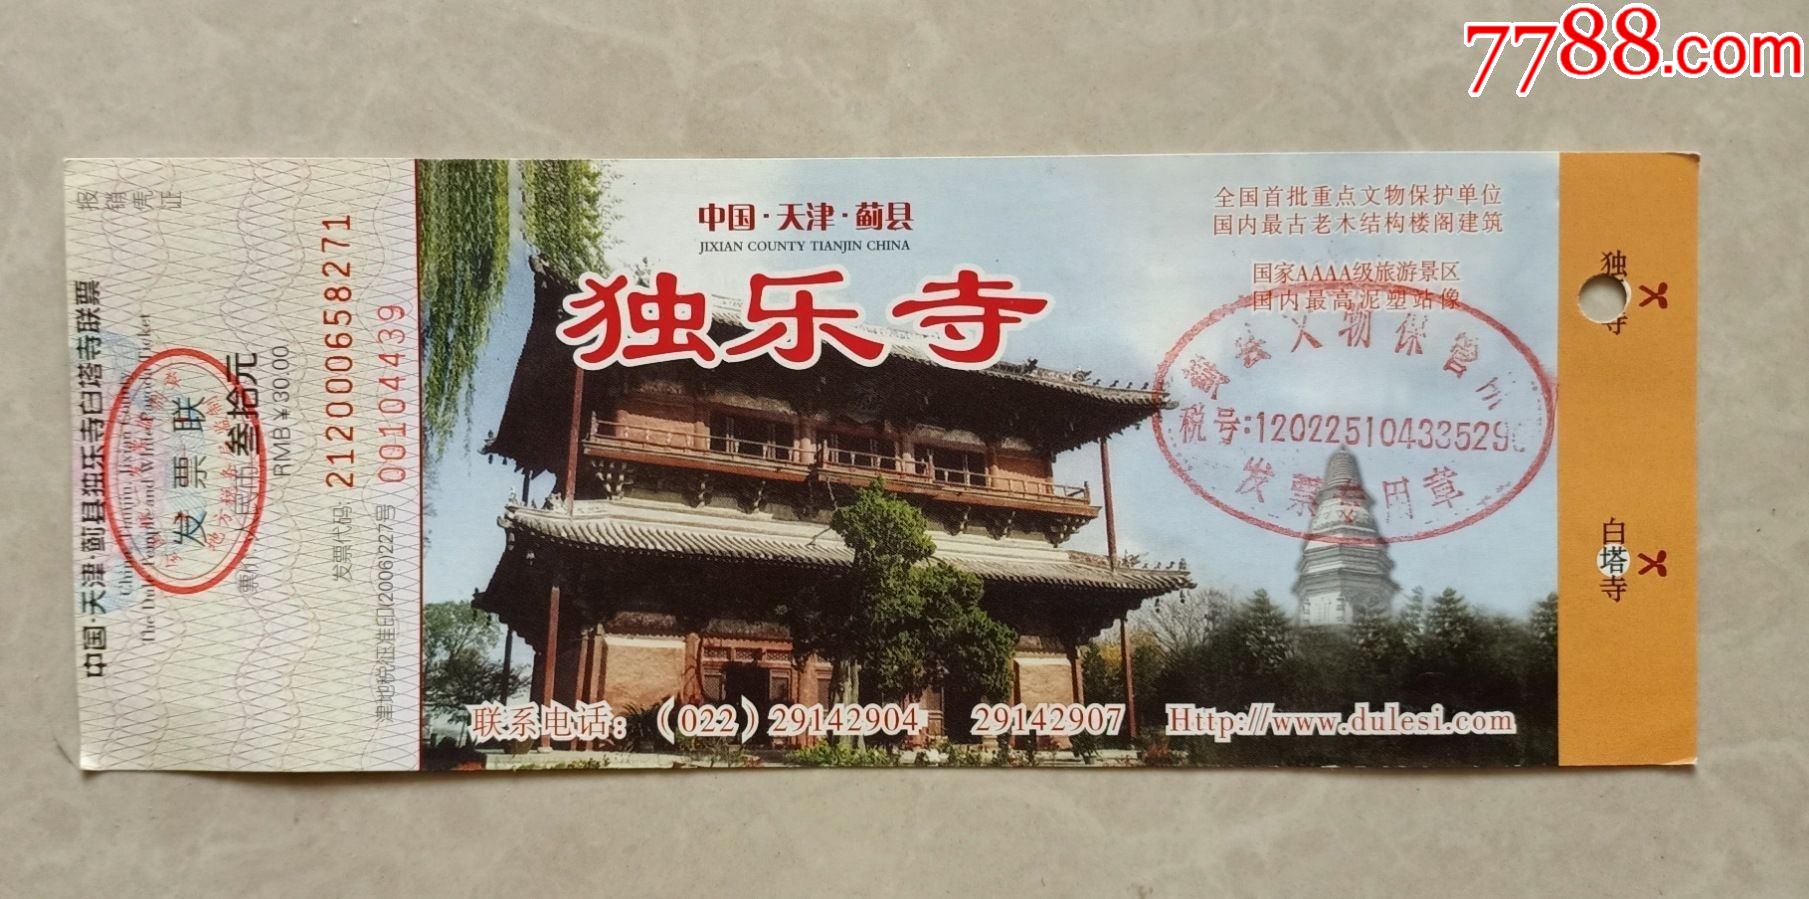 7788.com
报销凭证
中国·天津 蓟县独乐寺白塔寺联票
发票联
叁拾元
RMB￥30.00
发票代码:
212000658271
津地税征准印(2006)227号
00104439
中国·天津·蓟县
JIXIAN COUNTY TIANJIN CHINA
独乐寺
全国首批重点文物保护单位
国内最古老木结构楼阁建筑
国家AAAA级旅游景区
国内最高泥塑站像
税号:12022510433529
发票专用章
联系电话：（022）29142904 29142907 Http:///www.dulesi.com
独 寺
白塔寺